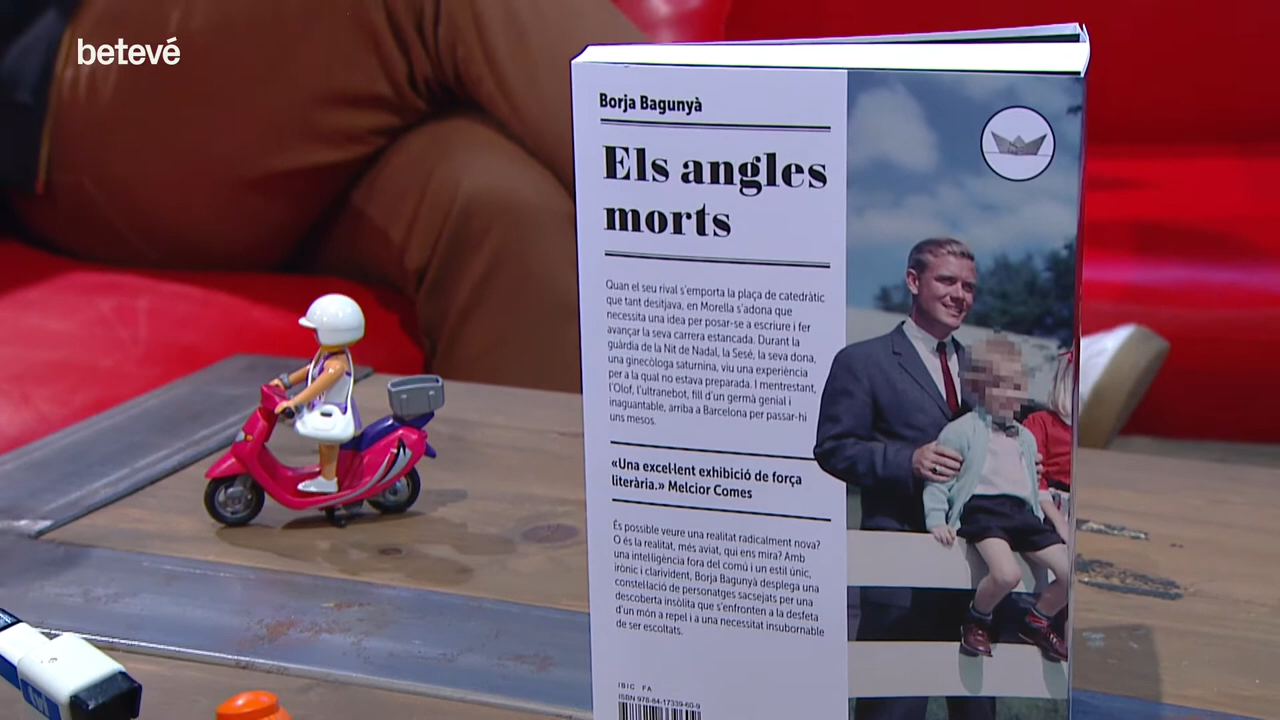 betevé
Borja Bagunyà
Els angles
morts
Quan el seu rival s'emporta la plaça de catedràtic
que tant desitjava, en Morella s'adona que
necessita una idea per posar-se a escriure i fer
avançar la seva carrera estancada. Durant la
guàrdia de la Nit de Nadal, la Sesé, la seva dona,
una ginecòloga saturnina, viu una experiència
per a la qual no estava preparada. I mentrestant,
l'Olof, l'ultranebot, fill d'un germà genial i
inaguantable, arriba a Barcelona per passar-hi
uns mesos.
«Una excel·lent exhibició de força
literària.» Melcior Comes
És possible veure una realitat radicalment nova?
O és la realitat, més aviat, qui ens mira? Amb
una intel·ligència fora del comú i un estil únic,
irònic i clarivident, Borja Bagunyà desplega una
constel·lació de personatges sacsejats per una
descoberta insòlita que s'enfronten a la desfeta
d'un món a repel i a una necessitat insubornable
de ser escoltats.
IBIC FA
ISBN 978-84-17339-60-9